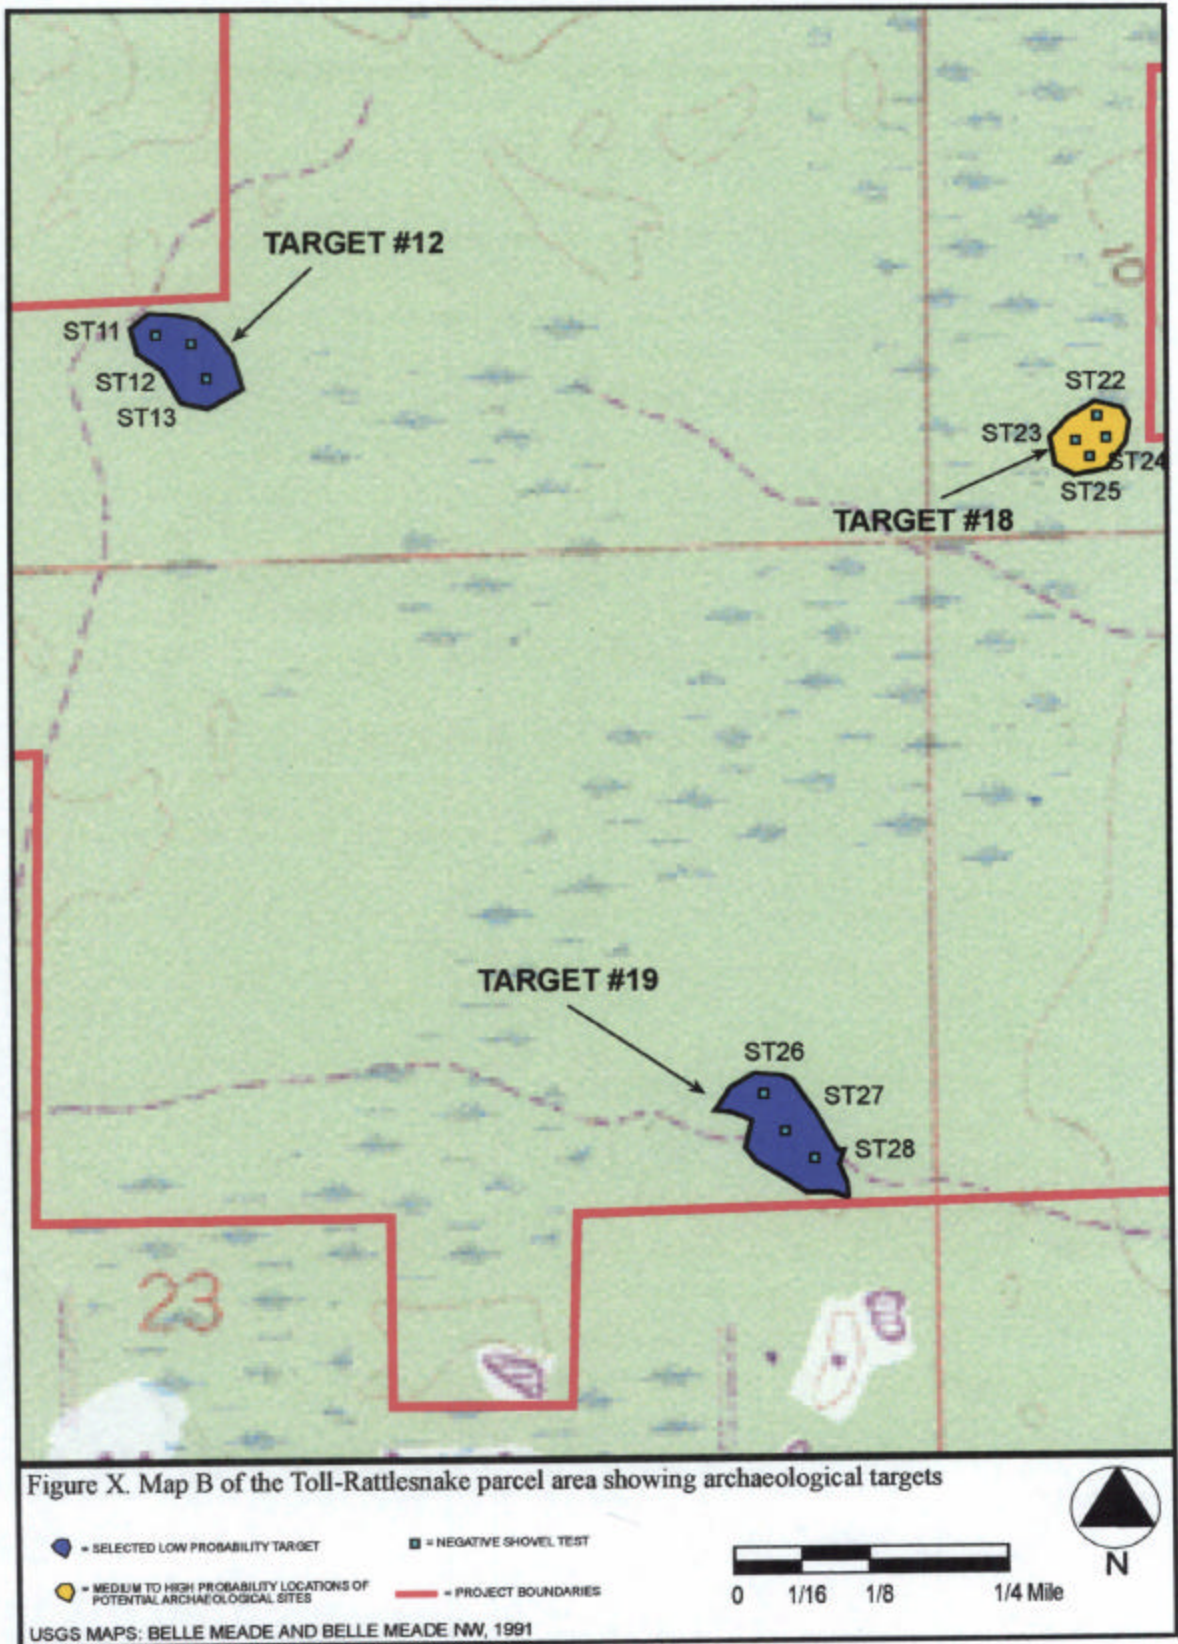 TARGET #12
10
ST11
ST12
ST13
ST22
ST23
ST24
ST25
TARGET #18
TARGET #19
ST26
ST27
ST28
23
Figure X. Map B of the Toll-Rattlesnake parcel area showing archaeological targets
= SELECTED LOW PROBABILITY TARGET
= NEGATIVE SHOVEL TEST
= MEDIUM TO HIGH PROBABILITY LOCATIONS OF
POTENTIAL ARCHAEOLOGICAL SITES
= PROJECT BOUNDARIES
0 1/16 1/8 1/4 Mile
N
USGS MAPS: BELLE MEADE AND BELLE MEADE NW, 1991